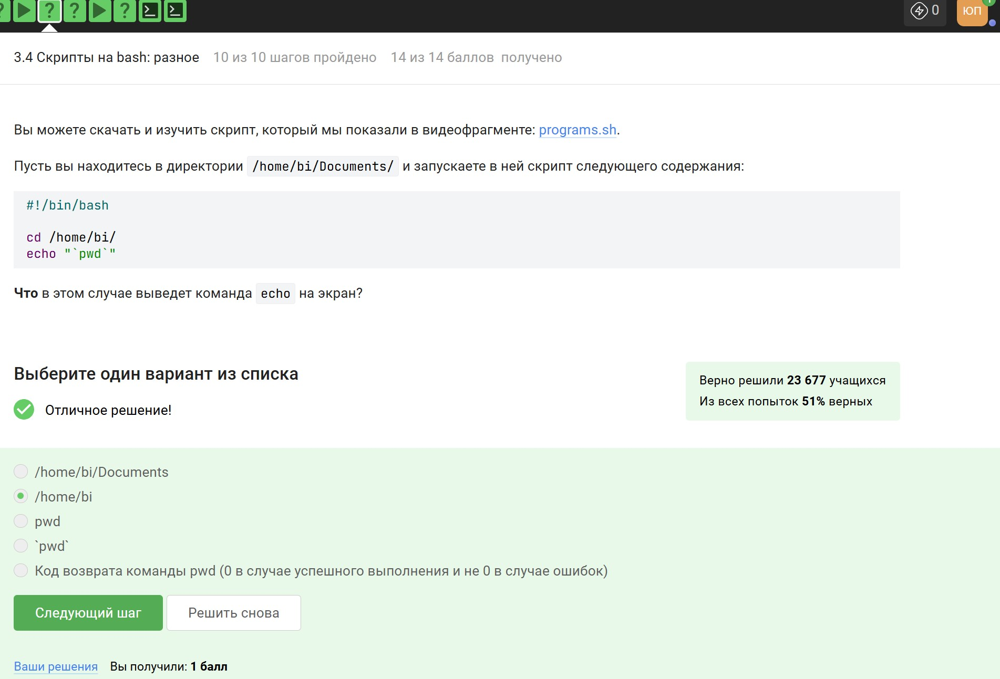 0
ЮП
3.4 Скрипты на bash: разное 10 из 10 шагов пройдено 14 из 14 баллов получено
Вы можете скачать и изучить скрипт, который мы показали в видеофрагменте: programs.sh.
Пусть вы находитесь в директории /home/bi/Documents/ и запускаете в ней скрипт следующего содержания:
#!/bin/bash
cd /home/bi/
echo "`pwd`"
Что в этом случае выведет команда echo на экран?
Выберите один вариант из списка
Верно решили 23 677 учащихся
Из всех попыток 51% верных
Отличное решение!
/home/bi/Documents
/home/bi
pwd
`pwd`
Код возврата команды pwd (0 в случае успешного выполнения и не 0 в случае ошибок)
Следующий шаг Решить снова
Ваши решения Вы получили: 1 балл